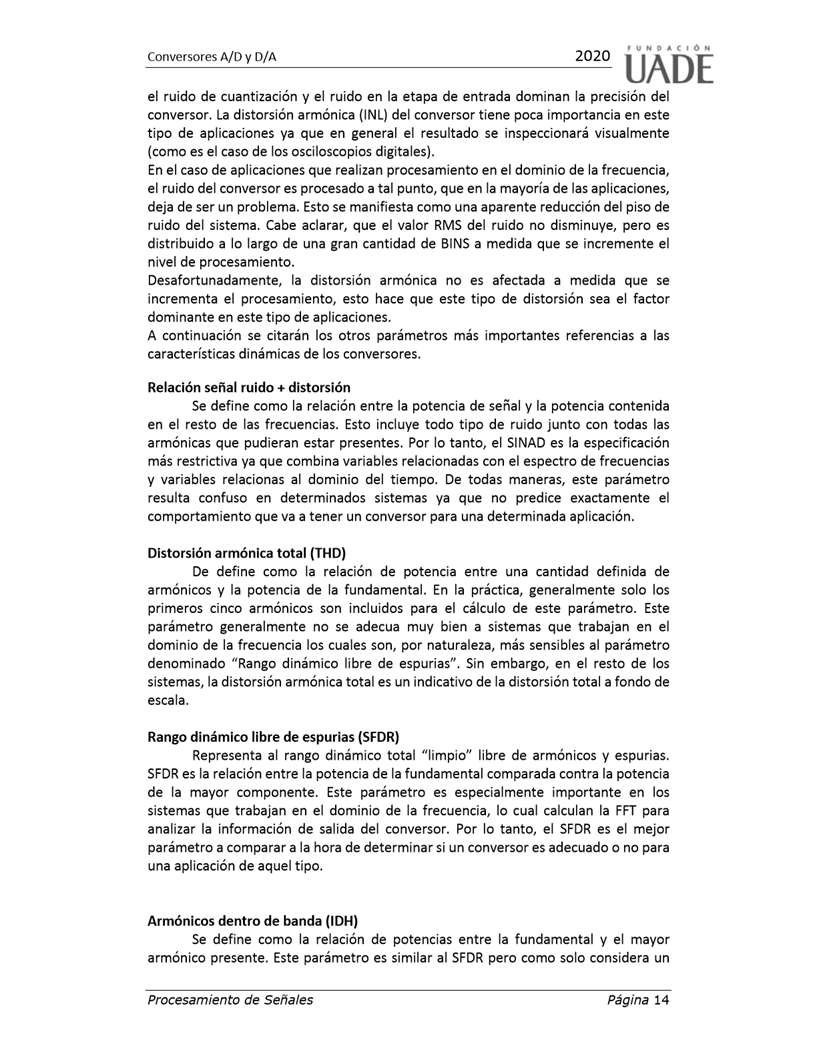 Conversores A/D y D/A 2020 FUNDACIÓN
UADE
el ruido de cuantización y el ruido en la etapa de entrada dominan la precisión del
conversor. La distorsión armónica (INL) del conversor tiene poca importancia en este
tipo de aplicaciones ya que en general el resultado se inspeccionará visualmente
(como es el caso de los osciloscopios digitales).
En el caso de aplicaciones que realizan procesamiento en el dominio de la frecuencia,
el ruido del conversor es procesado a tal punto, que en la mayoría de las aplicaciones,
deja de ser un problema. Esto se manifiesta como una aparente reducción del piso de
ruido del sistema. Cabe aclarar, que el valor RMS del ruido no disminuye, pero es
distribuido a lo largo de una gran cantidad de BINS a medida que se incremente el
nivel de procesamiento.
Desafortunadamente, la distorsión armónica no es afectada a medida que se
incrementa el procesamiento, esto hace que este tipo de distorsión sea el factor
dominante en este tipo de aplicaciones.
A continuación se citarán los otros parámetros más importantes referencias a las
características dinámicas de los conversores.
Relación señal ruido + distorsión
Se define como la relación entre la potencia de señal y la potencia contenida
en el resto de las frecuencias. Esto incluye todo tipo de ruido junto con todas las
armónicas que pudieran estar presentes. Por lo tanto, el SINAD es la especificación
más restrictiva ya que combina variables relacionadas con el espectro de frecuencias
y variables relacionas al dominio del tiempo. De todas maneras, este parámetro
resulta confuso en determinados sistemas ya que no predice exactamente el
comportamiento que va a tener un conversor para una determinada aplicación.
Distorsión armónica total (THD)
De define como la relación de potencia entre una cantidad definida de
armónicos y la potencia de la fundamental. En la práctica, generalmente solo los
primeros cinco armónicos son incluidos para el cálculo de este parámetro. Este
parámetro generalmente no se adecua muy bien a sistemas que trabajan en el
dominio de la frecuencia los cuales son, por naturaleza, más sensibles al parámetro
denominado “Rango dinámico libre de espurias”. Sin embargo, en el resto de los
sistemas, la distorsión armónica total es un indicativo de la distorsión total a fondo de
escala.
Rango dinámico libre de espurias (SFDR)
Representa al rango dinámico total “limpio” libre de armónicos y espurias.
SFDR es la relación entre la potencia de la fundamental comparada contra la potencia
de la mayor componente. Este parámetro es especialmente importante en los
sistemas que trabajan en el dominio de la frecuencia, lo cual calculan la FFT para
analizar la información de salida del conversor. Por lo tanto, el SFDR es el mejor
parámetro a comparar a la hora de determinar si un conversor es adecuado o no para
una aplicación de aquel tipo.
Armónicos dentro de banda (IDH)
Se define como la relación de potencias entre la fundamental y el mayor
armónico presente. Este parámetro es similar al SFDR pero como solo considera un
Procesamiento de Señales Página 14